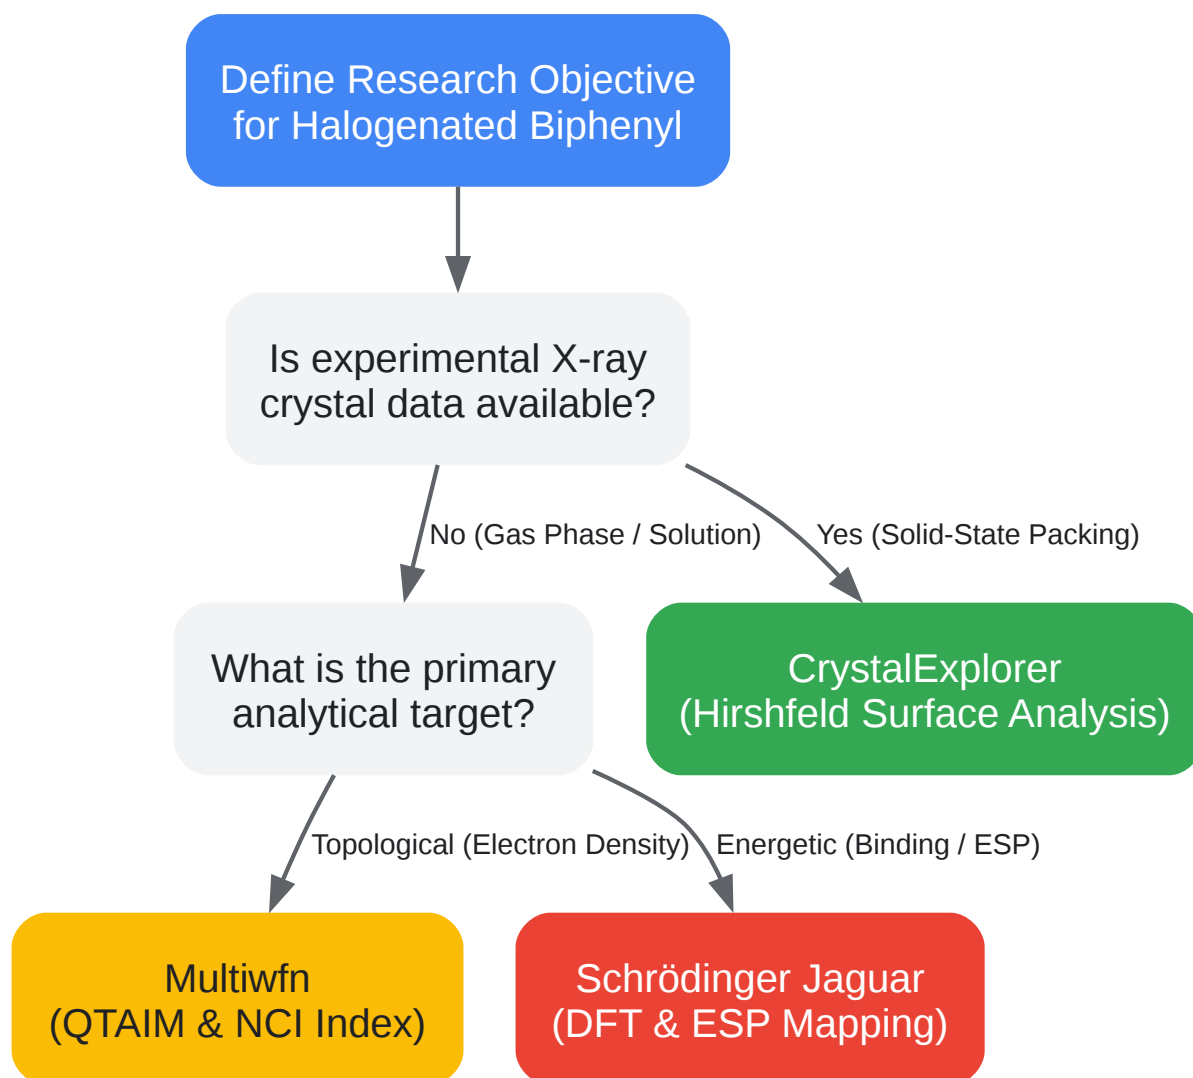 Define Research Objective
for Halogenated Biphenyl
Is experimental X-ray
crystal data available?
No (Gas Phase / Solution)
Yes (Solid-State Packing)
What is the primary
analytical target?
CrystalExplorer
(Hirshfeld Surface Analysis)
Topological (Electron Density)
Energetic (Binding / ESP)
Multiwfn
(QTAIM & NCI Index)
Schrödinger Jaguar
(DFT & ESP Mapping)